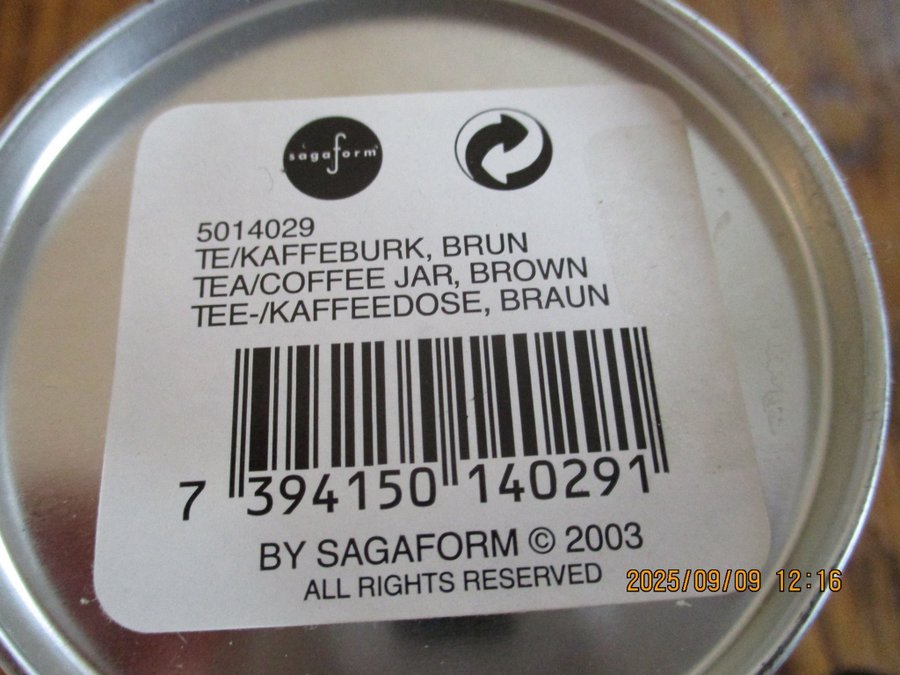 sagaform
5014029
TE/KAFFEBURK, BRUN
TEA/COFFEE JAR, BROWN
TEE-/KAFFEEDOSE, BRAUN
7 394150 140291
BY SAGAFORM © 2003
ALL RIGHTS RESERVED
2025/09/09 12:16